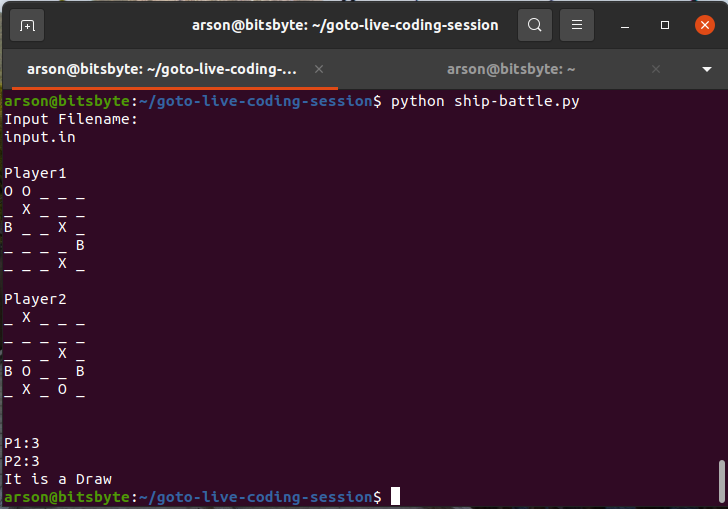 arson@bitsbyte: ~/goto-live-coding-session
arson@bitsbyte: ~/goto-live-coding-... × arson@bitsbyte: ~ ×
arson@bitsbyte:~/goto-live-coding-session$ python ship-battle.py
Input Filename:
input.in
Player1
O O _ _ _
_ X _ _ _
B _ _ X _
_ _ _ _ B
_ _ _ X _
Player2
_ X _ _ _
_ _ _ _ _
_ _ _ X _
B O _ _ B
_ X _ O _
P1:3
P2:3
It is a Draw
arson@bitsbyte:~/goto-live-coding-session$